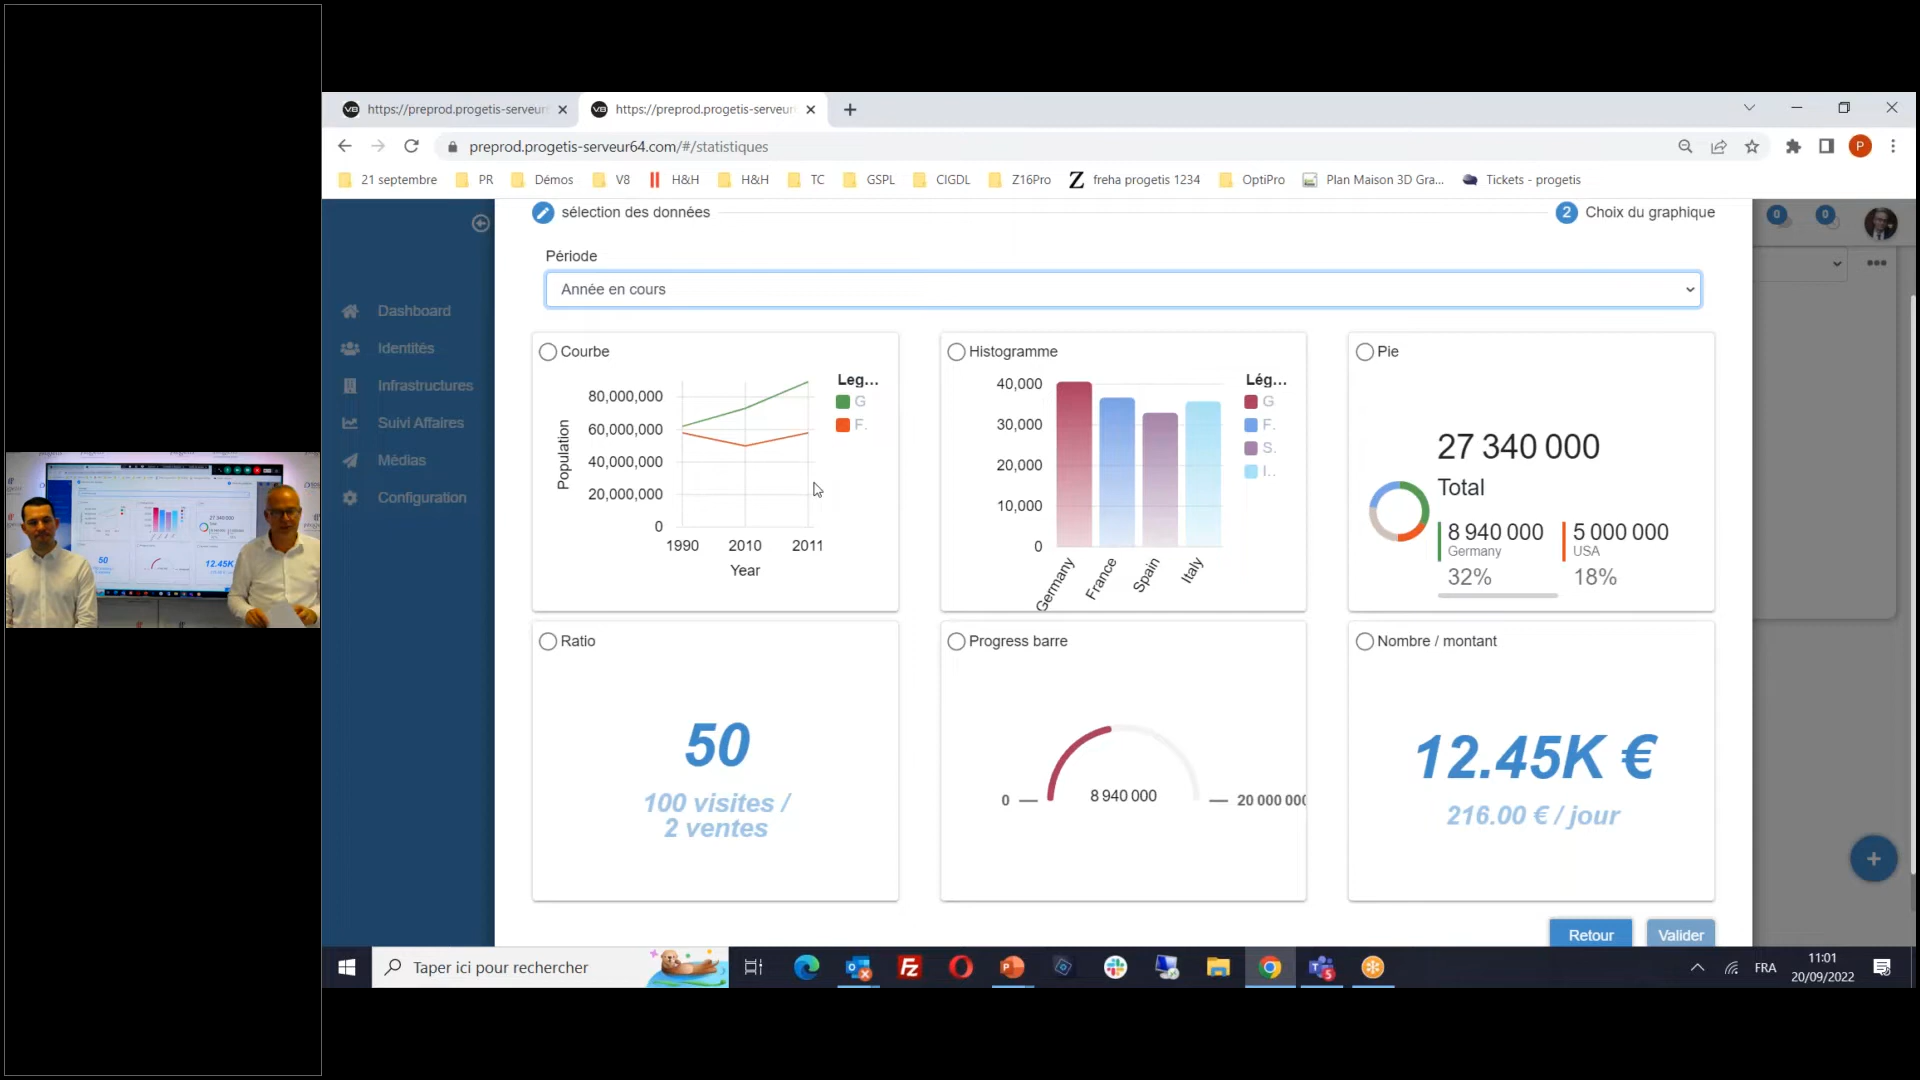 https://preprod.progetis-serveur
https://preprod.progetis-serveur
preprod.progetis-serveur64.com/#/statistiques
P
21 septembre
PR
Démos
V8
H&H
H&H
TC
GSPL
CIGDL
Z16Pro
freha progetis 1234
OptiPro
Plan Maison 3D Gra...
Tickets - progetis
sélection des données
2
Choix du graphique
0
0
Période
Année en cours
Dashboard
Identités
Infrastructures
Suivi Affaires
Médias
Configuration
Courbe
Leg...
G
F.
Population
80,000,000
60,000,000
40,000,000
20,000,000
0
1990
2010
2011
Year
Histogramme
Lég...
G
F.
S.
I..
40,000
30,000
20,000
10,000
0
Germany
France
Spain
Italy
Pie
27 340 000
Total
8 940 000
Germany
32%
5 000 000
USA
18%
Ratio
50
100 visites /
2 ventes
Progress barre
0
8 940 000
20 000 000
Nombre / montant
12.45K €
216.00 € / jour
Retour
Valider
Taper ici pour rechercher
FRA
11:01
20/09/2022